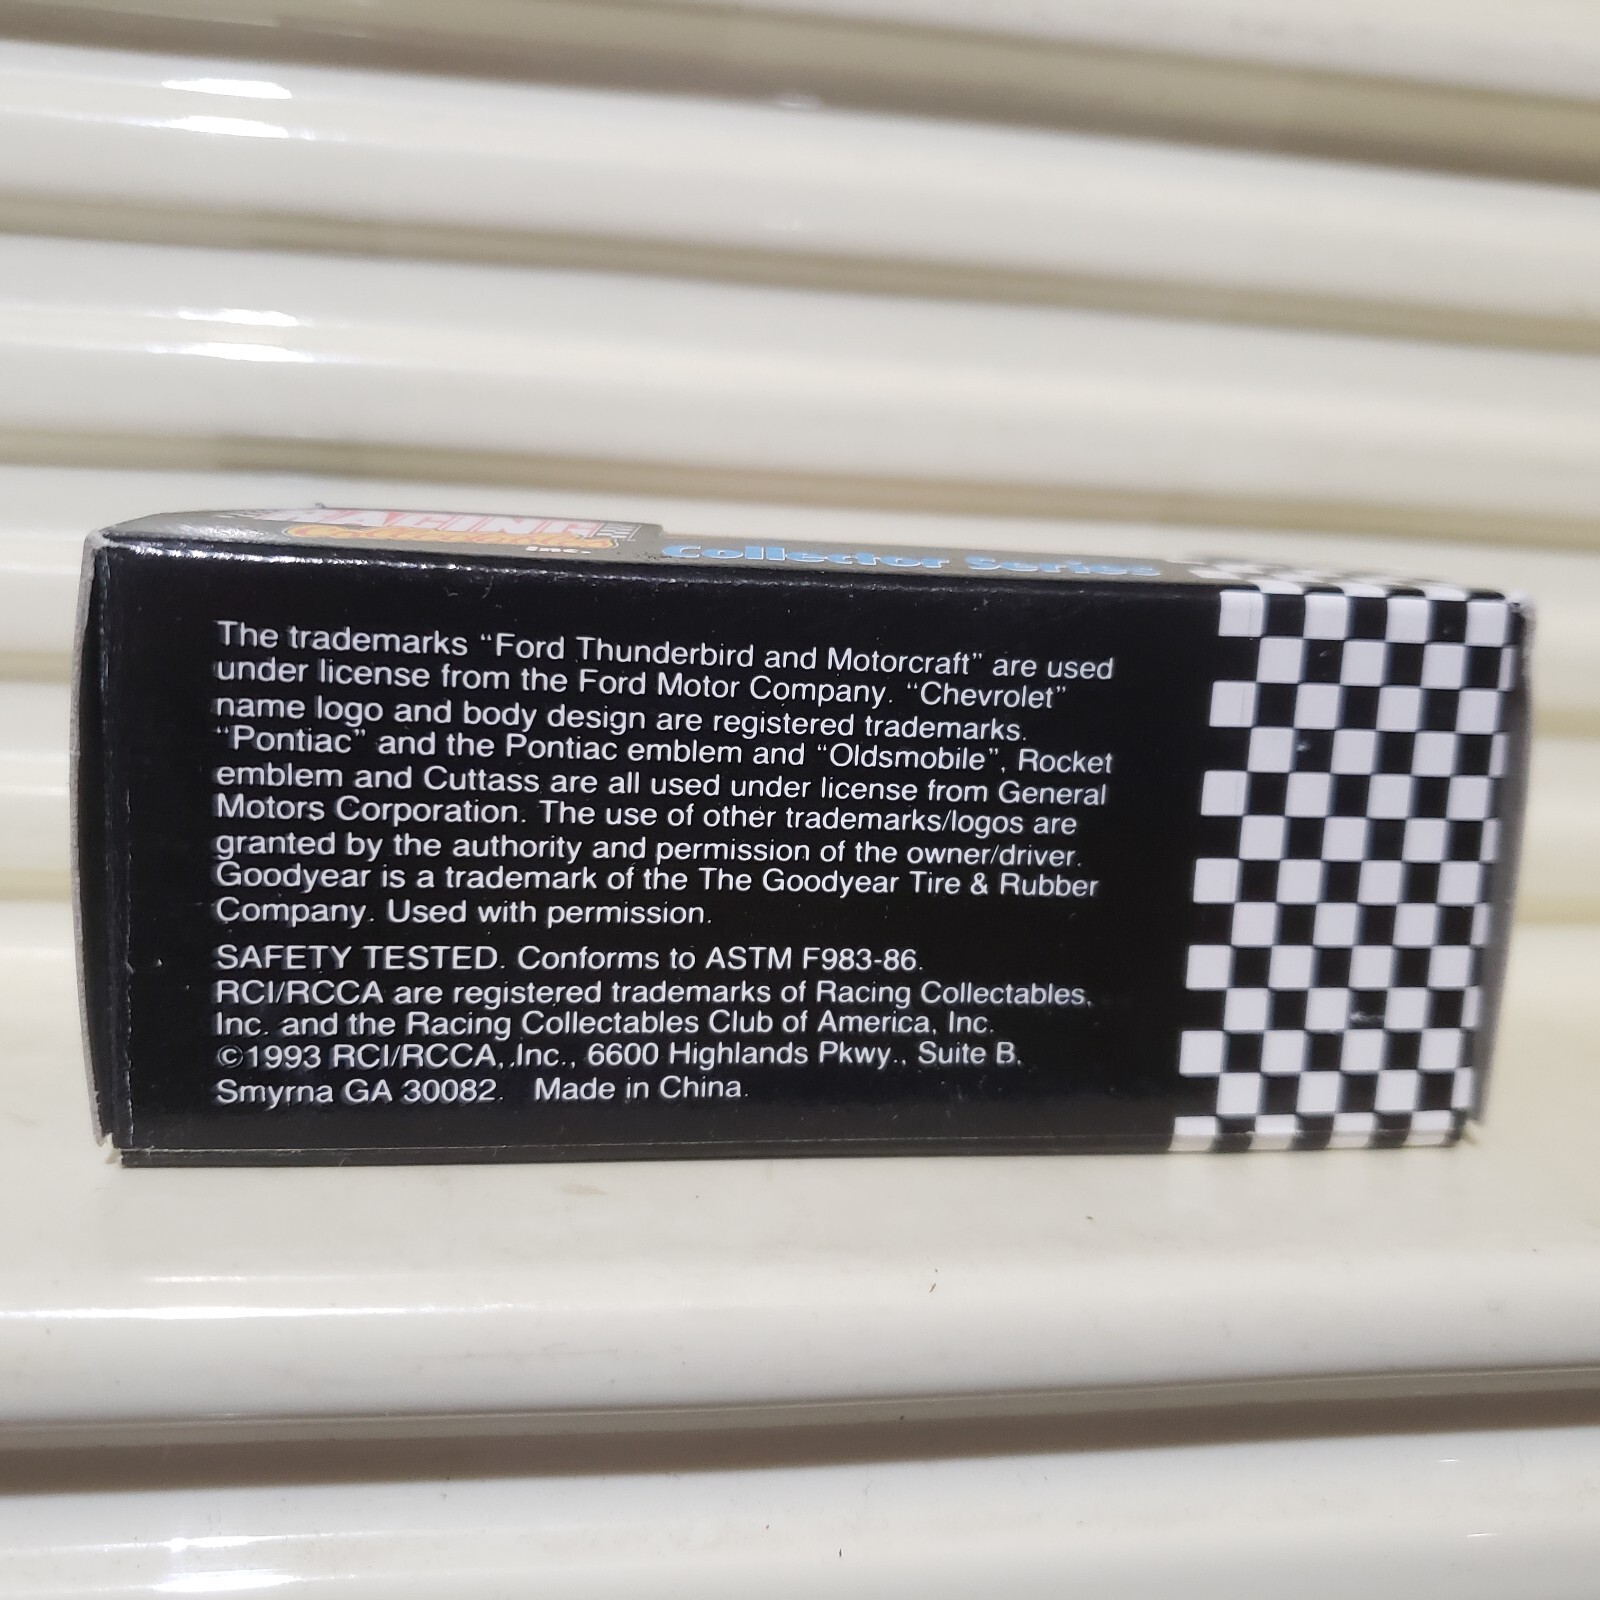 RACING
Collectables
Inc.
Collector Series
The trademarks “Ford Thunderbird and Motorcraft” are used
under license from the Ford Motor Company. “Chevrolet”
name logo and body design are registered trademarks.
“Pontiac” and the Pontiac emblem and “Oldsmobile”, Rocket
emblem and Cuttass are all used under license from General
Motors Corporation. The use of other trademarks/logos are
granted by the authority and permission of the owner/driver.
Goodyear is a trademark of the The Goodyear Tire & Rubber
Company. Used with permission.
SAFETY TESTED. Conforms to ASTM F983-86.
RCI/RCCA are registered trademarks of Racing Collectables,
Inc. and the Racing Collectables Club of America, Inc.
©1993 RCI/RCCA, Inc., 6600 Highlands Pkwy., Suite B,
Smyrna GA 30082. Made in China.